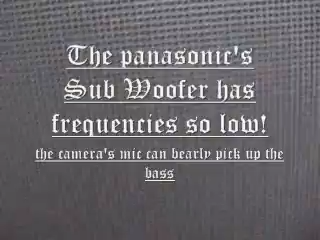 The panasonic's
Sub Woofer has
frequencies so low!
the camera's mic can bearly pick up the
bass